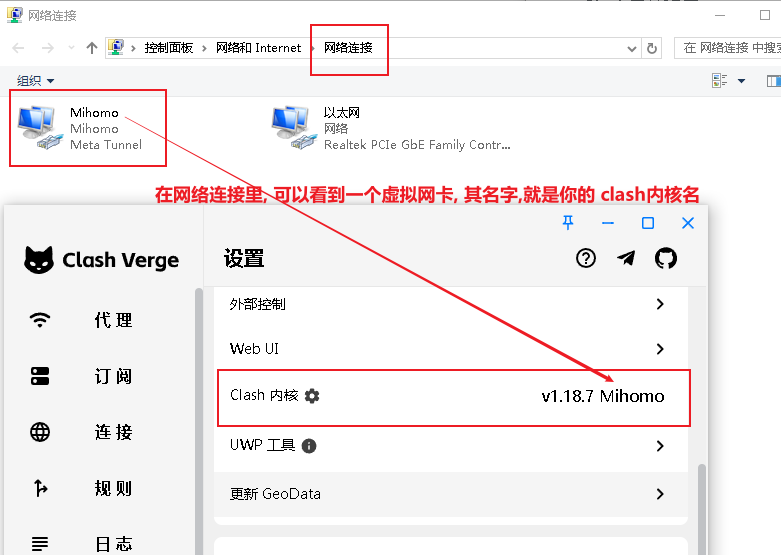 网络连接
控制面板 › 网络和 Internet › 网络连接
在 网络连接 中搜
组织
Mihomo
Mihomo
Meta Tunnel
以太网
网络
Realtek PCIe GbE Family Contr...
在网络连接里, 可以看到一个虚拟网卡, 其名字,就是你的 clash内核名
Clash Verge
设置
代理
订阅
连接
规则
日志
外部控制
Web UI
Clash 内核
v1.18.7 Mihomo
UWP 工具
更新 GeoData